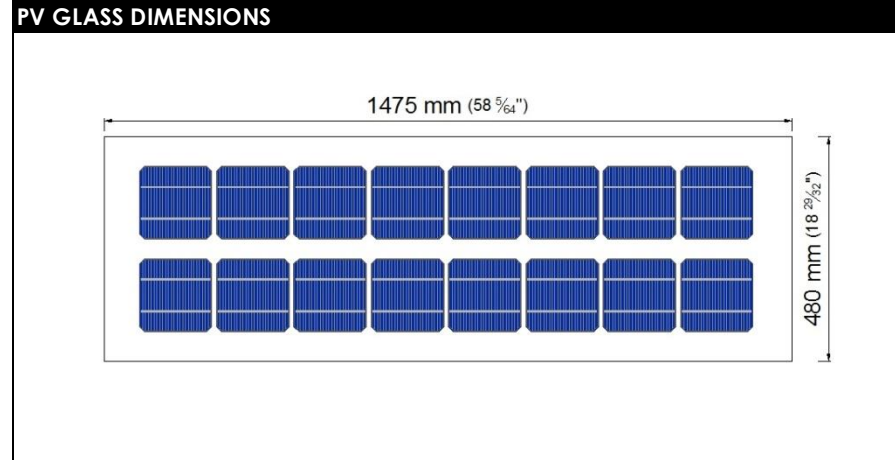 PV GLASS DIMENSIONS
1475 mm (58 5⁄64")
480 mm (18 29⁄32")